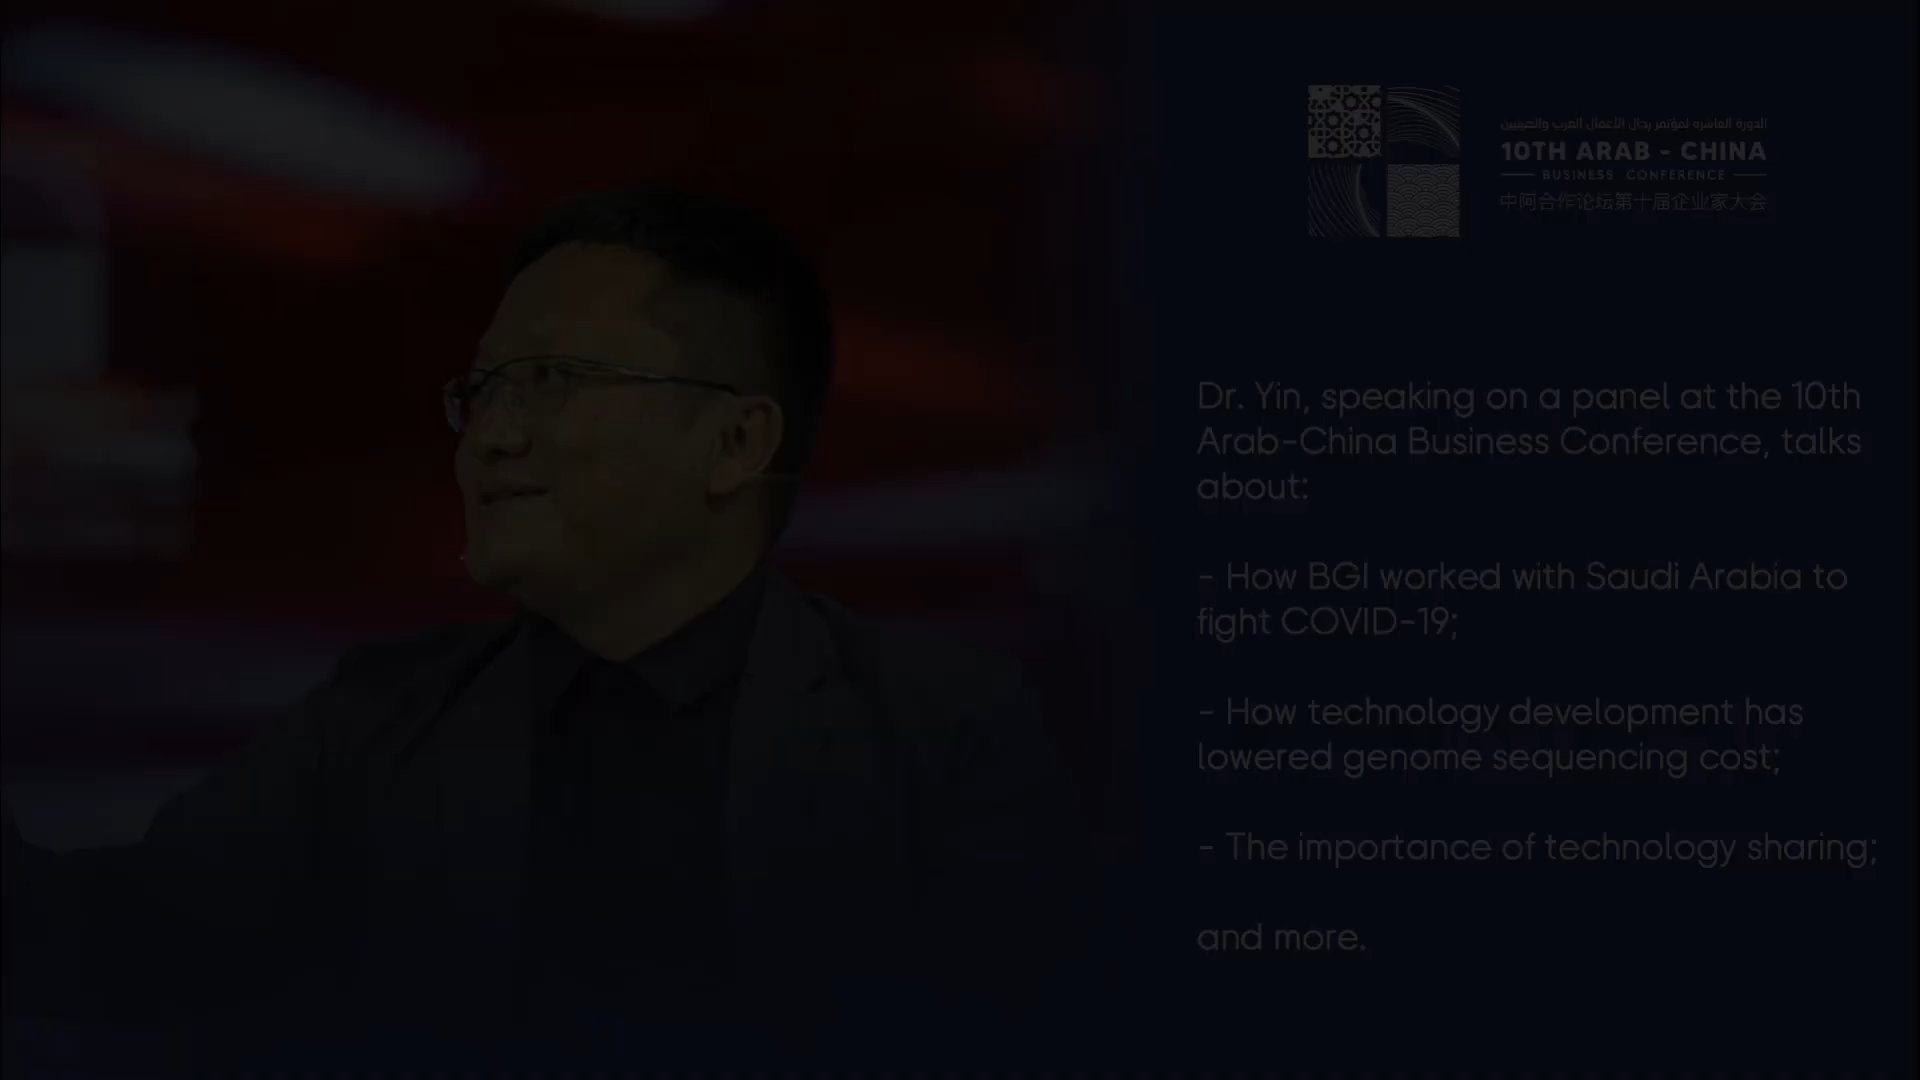 الدورة العاشرة لمؤتمر رجال الأعمال العرب والصينيين
10TH ARAB - CHINA
BUSINESS CONFERENCE
中阿合作论坛第十届企业家大会
Dr. Yin, speaking on a panel at the 10th
Arab-China Business Conference, talks
about:
- How BGI worked with Saudi Arabia to
fight COVID-19;
- How technology development has
lowered genome sequencing cost;
- The importance of technology sharing;
and more.